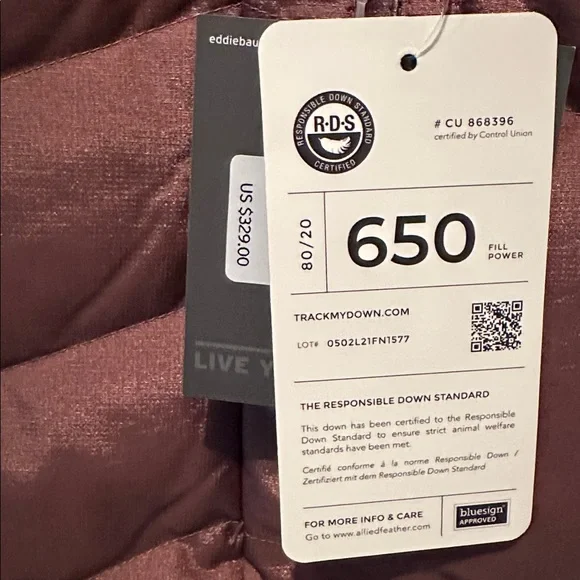 eddiebau
US $329.00
LIVE Y
RESPONSIBLE DOWN STANDARD
R·D·S
CERTIFIED
# CU 868396
certified by Control Union
80/20
650
FILL
POWER
TRACKMYDOWN.COM
LOT# 0502L21FN1577
THE RESPONSIBLE DOWN STANDARD
This down has been certified to the Responsible
Down Standard to ensure strict animal welfare
standards have been met.
Certifié conforme à la norme Responsible Down /
Zertifiziert mit dem Responsible Down Standard
FOR MORE INFO & CARE
Go to www.alliedfeather.com
bluesign®
APPROVED